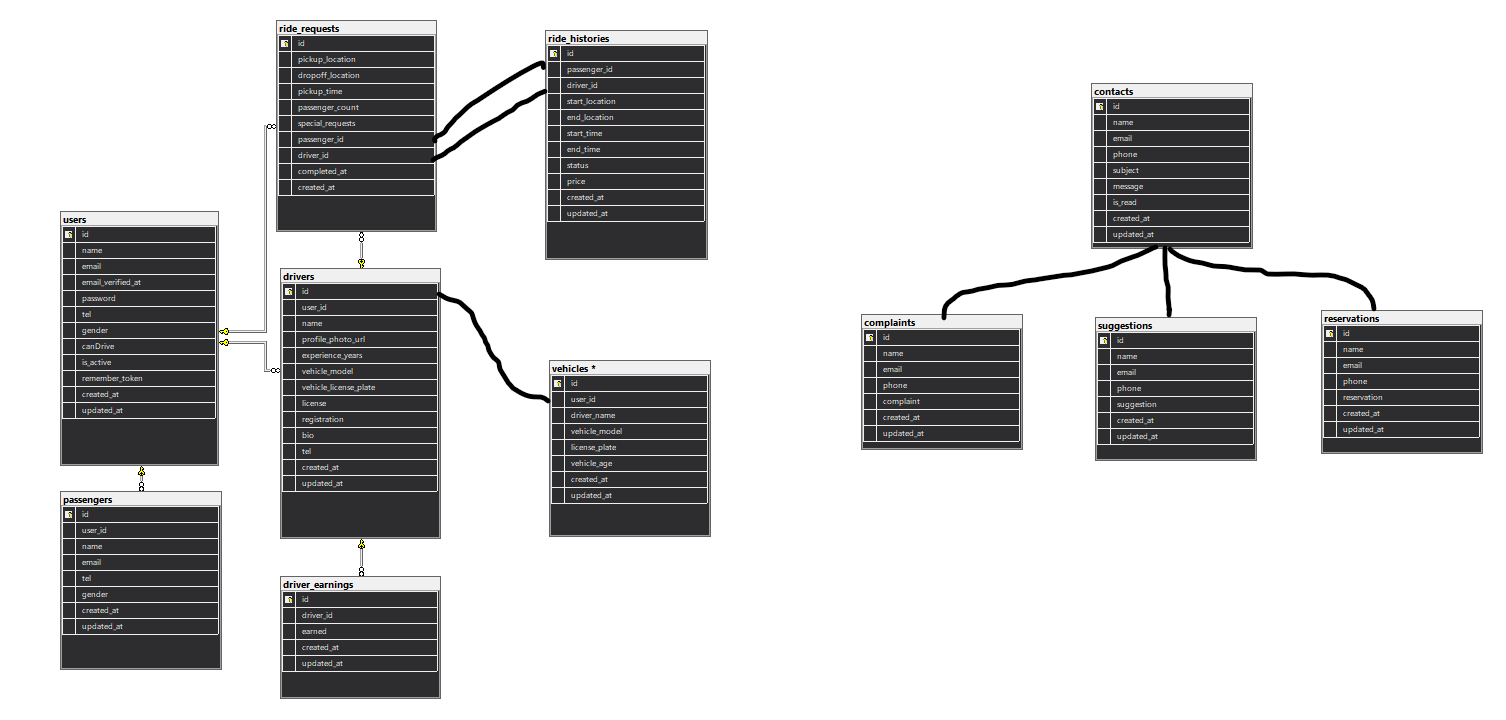 ride_requests
id
pickup_location
dropoff_location
pickup_time
passenger_count
special_requests
passenger_id
driver_id
completed_at
created_at
ride_histories
id
passenger_id
driver_id
start_location
end_location
start_time
end_time
status
price
created_at
updated_at
users
id
name
email
email_verified_at
password
tel
gender
canDrive
is_active
remember_token
created_at
updated_at
drivers
id
user_id
name
profile_photo_url
experience_years
vehicle_model
vehicle_license_plate
license
registration
bio
tel
created_at
updated_at
vehicles *
id
user_id
driver_name
vehicle_model
license_plate
vehicle_age
created_at
updated_at
passengers
id
user_id
name
email
tel
gender
created_at
updated_at
driver_earnings
id
driver_id
earned
created_at
updated_at
contacts
id
name
email
phone
subject
message
is_read
created_at
updated_at
complaints
id
name
email
phone
complaint
created_at
updated_at
suggestions
id
name
email
phone
suggestion
created_at
updated_at
reservations
id
name
email
phone
reservation
created_at
updated_at